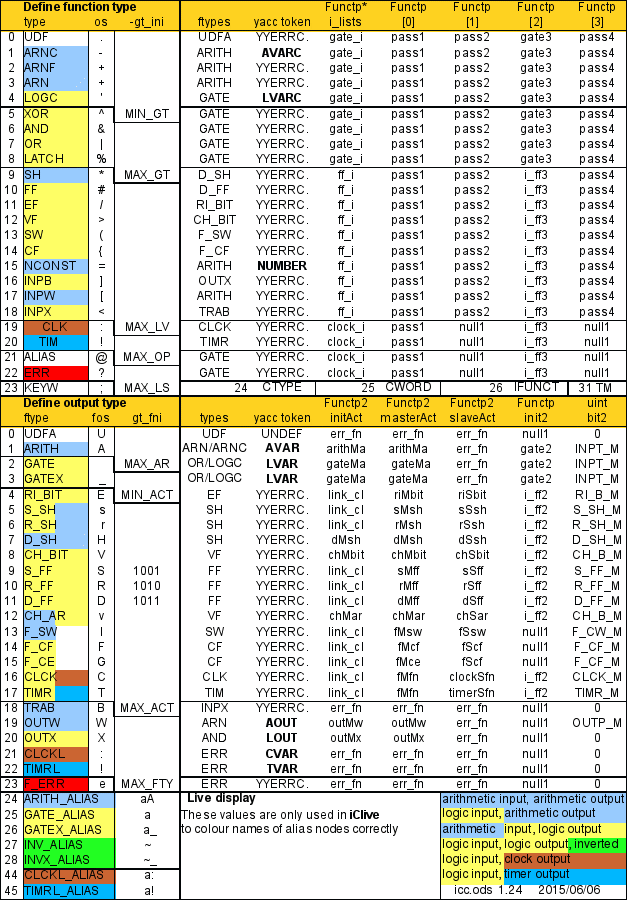 Define function type Functp* Functp Functp Functp Functp
type os -gt_ini ftypes yacc token i_lists [0] [1] [2] [3]
0 UDF . UDFA YYERRC. gate_i pass1 pass2 gate3 pass4
1 ARNC - ARITH AVARC gate_i pass1 pass2 gate3 pass4
2 ARNF + ARITH YYERRC. gate_i pass1 pass2 gate3 pass4
3 ARN + ARITH YYERRC. gate_i pass1 pass2 gate3 pass4
4 LOGC ' GATE LVARC gate_i pass1 pass2 gate3 pass4
5 XOR ^ MIN_GT GATE YYERRC. gate_i pass1 pass2 gate3 pass4
6 AND & GATE YYERRC. gate_i pass1 pass2 gate3 pass4
7 OR | GATE YYERRC. gate_i pass1 pass2 gate3 pass4
8 LATCH % GATE YYERRC. gate_i pass1 pass2 gate3 pass4
9 SH * MAX_GT D_SH YYERRC. ff_i pass1 pass2 i_ff3 pass4
10 FF # D_FF YYERRC. ff_i pass1 pass2 i_ff3 pass4
11 EF / RI_BIT YYERRC. ff_i pass1 pass2 i_ff3 pass4
12 VF > CH_BIT YYERRC. ff_i pass1 pass2 i_ff3 pass4
13 SW ( F_SW YYERRC. ff_i pass1 pass2 i_ff3 pass4
14 CF { F_CF YYERRC. ff_i pass1 pass2 i_ff3 pass4
15 NCONST = ARITH NUMBER ff_i pass1 pass2 i_ff3 pass4
16 INPB ] OUTX YYERRC. ff_i pass1 pass2 i_ff3 pass4
17 INPW [ ARITH YYERRC. ff_i pass1 pass2 i_ff3 pass4
18 INPX < TRAB YYERRC. ff_i pass1 pass2 i_ff3 pass4
19 CLK : MAX_LV CLCK YYERRC. clock_i pass1 null1 i_ff3 null1
20 TIM ! TIMR YYERRC. clock_i pass1 null1 i_ff3 null1
21 ALIAS @ MAX_OP GATE YYERRC. clock_i pass1 null1 i_ff3 null1
22 ERR ? GATE YYERRC. clock_i pass1 null1 i_ff3 null1
23 KEYW ; MAX_LS 24 CTYPE 25 CWORD 26 IFUNCT 31 TM
Define output type Functp2 Functp2 Functp2 Functp uint
ftype fos gt_fni types yacc token initAct masterAct slaveAct init2 bit2
0 UDFA U UDF UNDEF err_fn err_fn err_fn null1 0
1 ARITH A ARN/ARNC AVAR arithMa arithMa err_fn gate2 INPT_M
2 GATE MAX_AR OR/LOGC LVAR gateMa gateMa err_fn gate2 INPT_M
3 GATEX _ OR/LOGC LVAR gateMa gateMa err_fn gate2 INPT_M
4 RI_BIT E MIN_ACT EF YYERRC. link_cl riMbit riSbit i_ff2 RI_B_M
5 S_SH s SH YYERRC. link_cl sMsh sSsh i_ff2 S_SH_M
6 R_SH r SH YYERRC. link_cl rMsh rSsh i_ff2 R_SH_M
7 D_SH H SH YYERRC. dMsh dMsh dSsh i_ff2 D_SH_M
8 CH_BIT V VF YYERRC. chMbit chMbit chSbit i_ff2 CH_B_M
9 S_FF S 1001 FF YYERRC. link_cl sMff sSff i_ff2 S_FF_M
10 R_FF R 1010 FF YYERRC. link_cl rMff rSff i_ff2 R_FF_M
11 D_FF D 1011 FF YYERRC. link_cl dMff dSff i_ff2 D_FF_M
12 CH_AR v VF YYERRC. chMar chMar chSar i_ff2 CH_B_M
13 F_SW I SW YYERRC. link_cl fMsw fSsw null1 F_CW_M
14 F_CF F CF YYERRC. link_cl fMcf fScf null1 F_CF_M
15 F_CE G CF YYERRC. link_cl fMce fScf null1 F_CF_M
16 CLCK C CLK YYERRC. link_cl fMfn clockSfn i_ff2 CLCK_M
17 TIMR T TIM YYERRC. link_cl fMfn timerSfn i_ff2 TIMR_M
18 TRAB B MAX_ACT INPX YYERRC. err_fn err_fn err_fn null1 0
19 OUTW W ARN AOUT outMw outMw err_fn null1 OUTP_M
20 OUTX X AND LOUT outMx outMx err_fn null1 0
21 CLCKL : ERR CVAR err_fn err_fn err_fn null1 0
22 TIMRL ! ERR TVAR err_fn err_fn err_fn null1 0
23 F_ERR e MAX_FTY ERR YYERRC. err_fn err_fn err_fn null1 0
24 ARITH_ALIAS aA Live display arithmetic input, arithmetic output
25 GATE_ALIAS a These values are only used in iClive logic input, arithmetic output
26 GATEX_ALIAS a_ to colour names of alias nodes correctly arithmetic input, logic output
27 INV_ALIAS ~ logic input, logic output, inverted
28 INVX_ALIAS ~_ logic input, clock output
44 CLCKL_ALIAS a: logic input, timer output
45 TIMRL_ALIAS a! icc.ods 1.24 2015/06/06